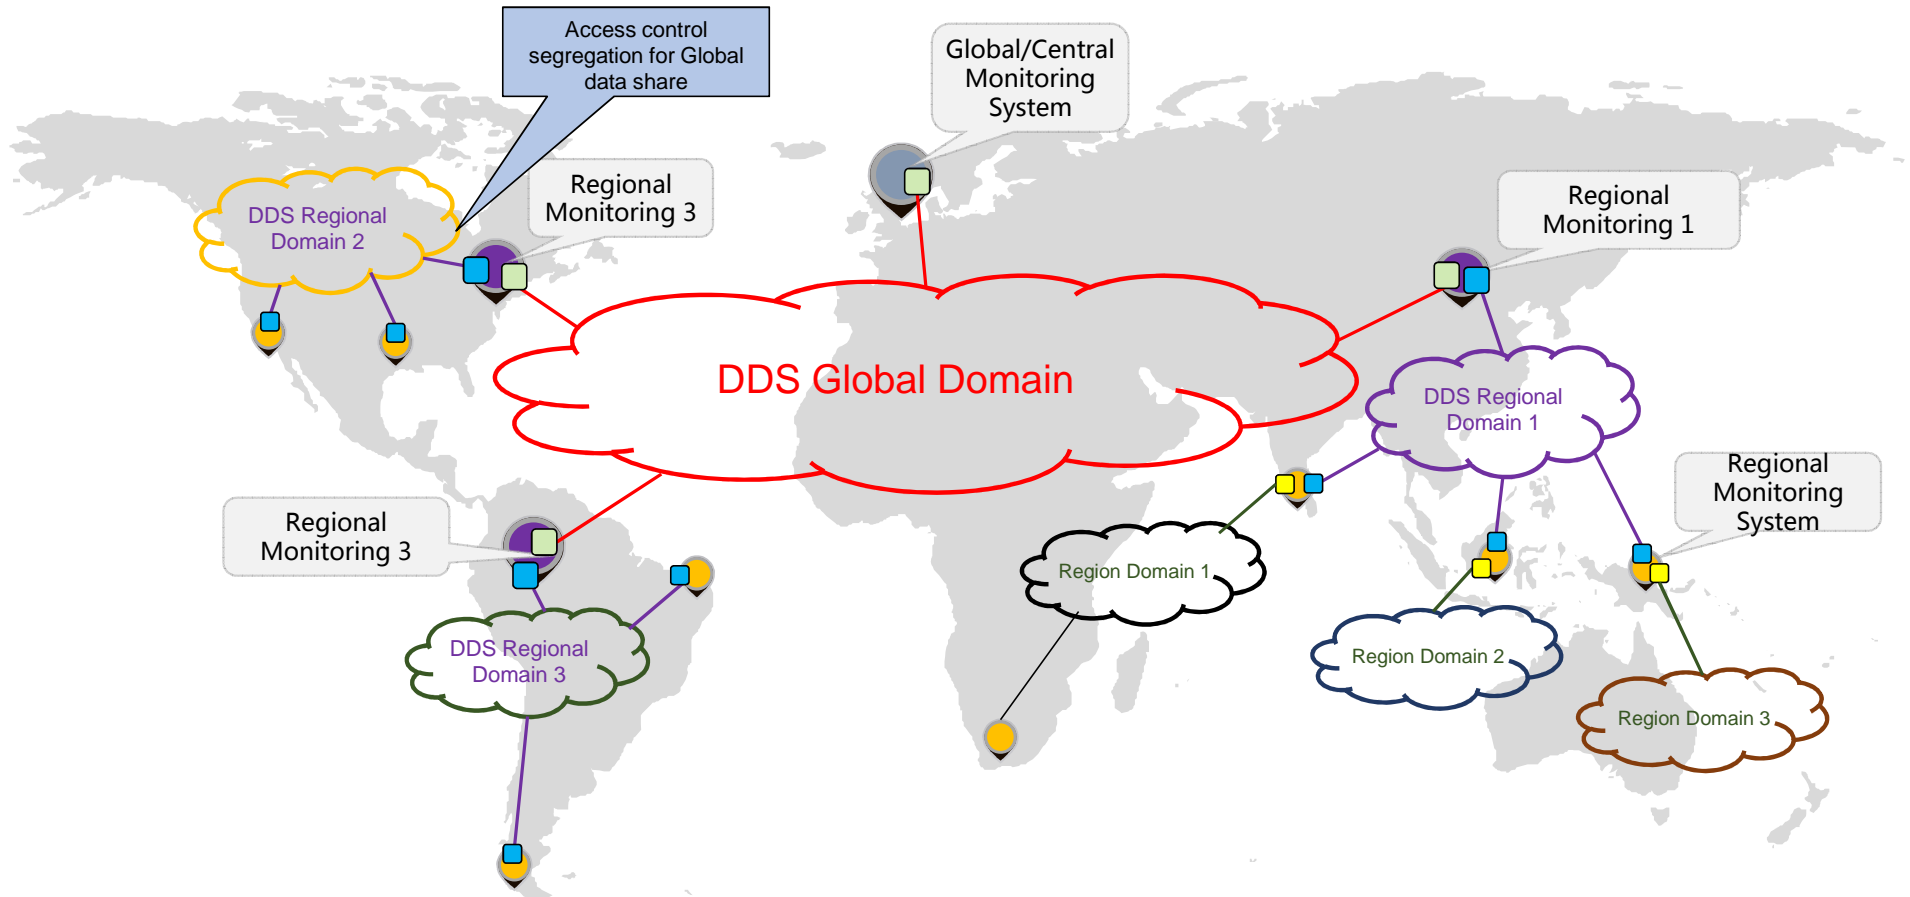 Access control
segregation for Global
data share
Global/Central
Monitoring
System
Regional
Monitoring 3
Regional
Monitoring 1
DDS Regional
Domain 2
DDS Global Domain
DDS Regional
Domain 1
Regional
Monitoring
System
Regional
Monitoring 3
Region Domain 1
DDS Regional
Domain 3
Region Domain 2
Region Domain 3